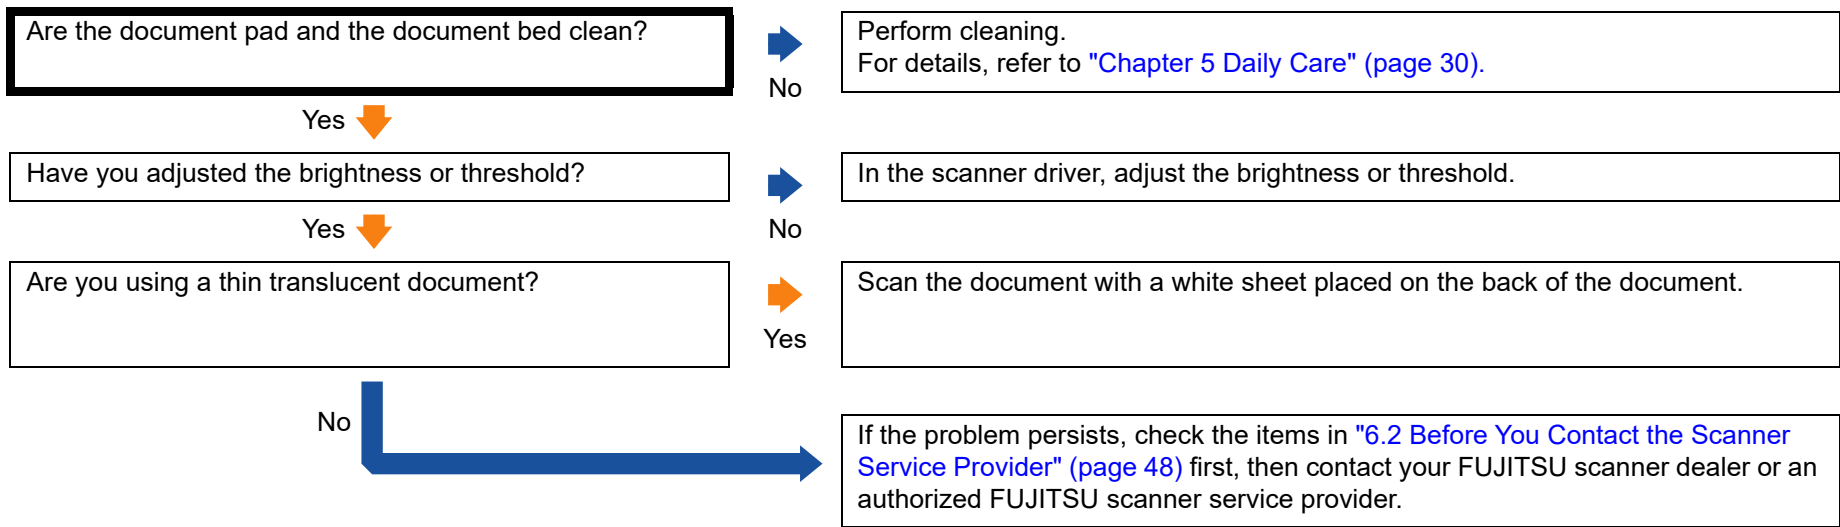 Are the document pad and the document bed clean?
No
Perform cleaning.
For details, refer to "Chapter 5 Daily Care" (page 30).
Yes
Have you adjusted the brightness or threshold?
No
In the scanner driver, adjust the brightness or threshold.
Yes
Are you using a thin translucent document?
Yes
Scan the document with a white sheet placed on the back of the document.
No
If the problem persists, check the items in "6.2 Before You Contact the Scanner
Service Provider" (page 48) first, then contact your FUJITSU scanner dealer or an
authorized FUJITSU scanner service provider.